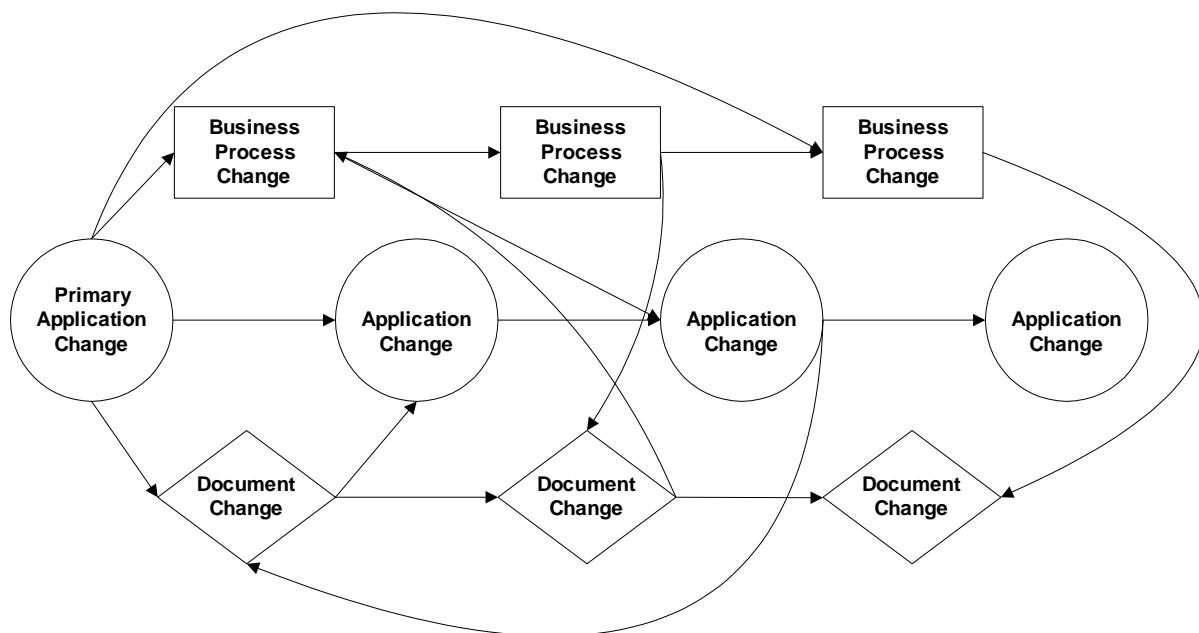 Business
Process
Change
Business
Process
Change
Business
Process
Change
Primary
Application
Change
Application
Change
Application
Change
Application
Change
Document
Change
Document
Change
Document
Change